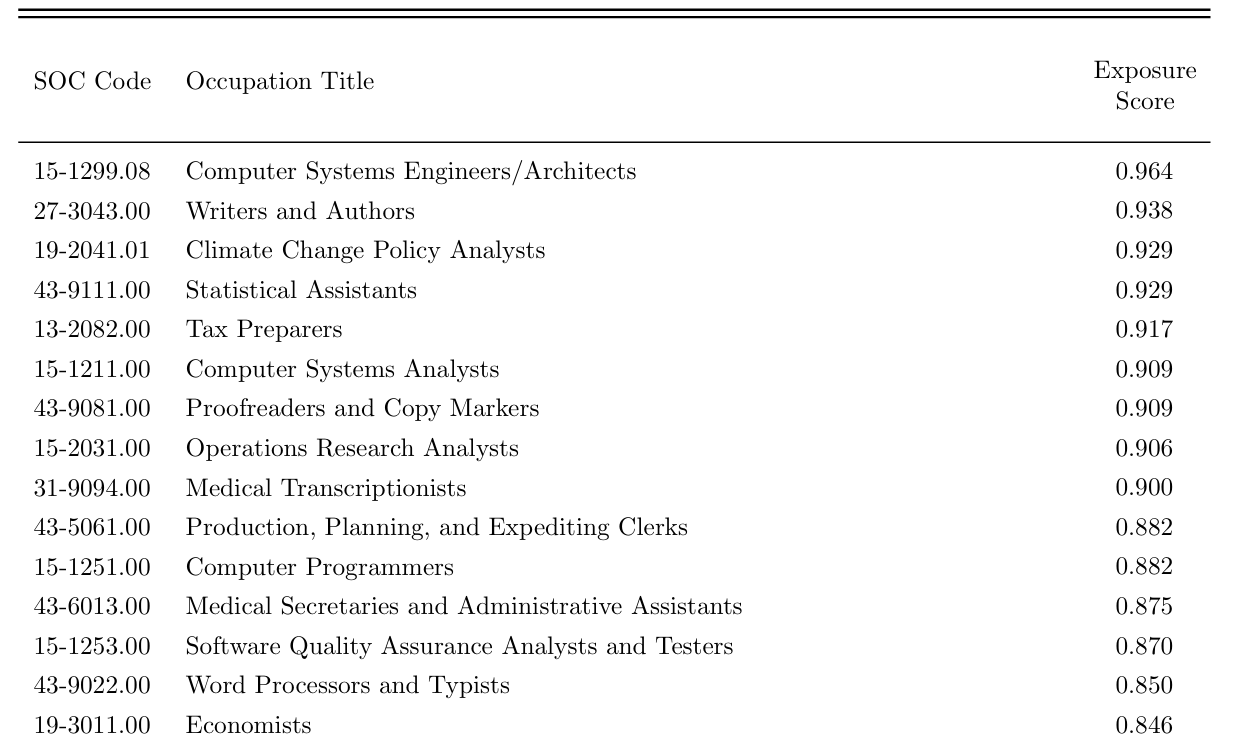 SOC Code Occupation Title Exposure Score
15-1299.08 Computer Systems Engineers/Architects 0.964
27-3043.00 Writers and Authors 0.938
19-2041.01 Climate Change Policy Analysts 0.929
43-9111.00 Statistical Assistants 0.929
13-2082.00 Tax Preparers 0.917
15-1211.00 Computer Systems Analysts 0.909
43-9081.00 Proofreaders and Copy Markers 0.909
15-2031.00 Operations Research Analysts 0.906
31-9094.00 Medical Transcriptionists 0.900
43-5061.00 Production, Planning, and Expediting Clerks 0.882
15-1251.00 Computer Programmers 0.882
43-6013.00 Medical Secretaries and Administrative Assistants 0.875
15-1253.00 Software Quality Assurance Analysts and Testers 0.870
43-9022.00 Word Processors and Typists 0.850
19-3011.00 Economists 0.846